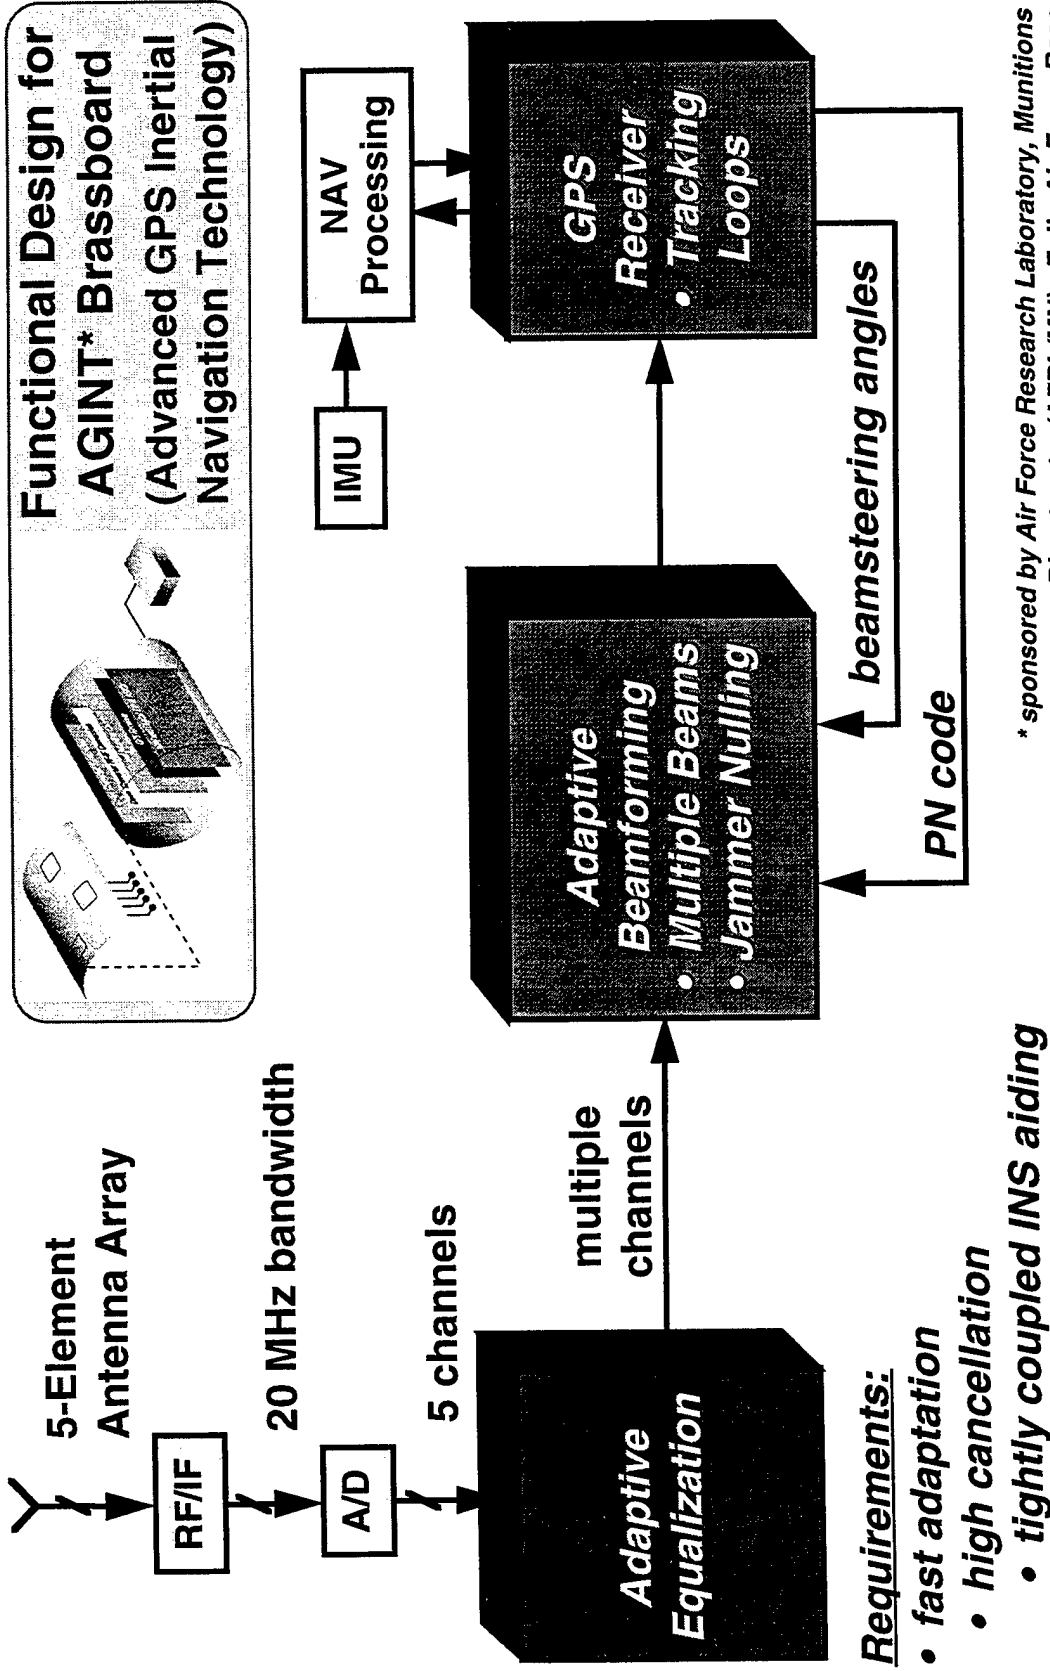 Functional Design for
AGINT* Brassboard
(Advanced GPS Inertial
Navigation Technology)
5-Element
Antenna Array
RF/IF
20 MHz bandwidth
A/D
5 channels
Adaptive
Equalization
multiple
channels
Adaptive
Beamforming
• Multiple Beams
• Jammer Nulling
IMU
NAV
Processing
GPS
Receiver
• Tracking
Loops
beamsteering angles
PN code
Requirements:
• fast adaptation
• high cancellation
• tightly coupled INS aiding
* sponsored by Air Force Research Laboratory, Munitions